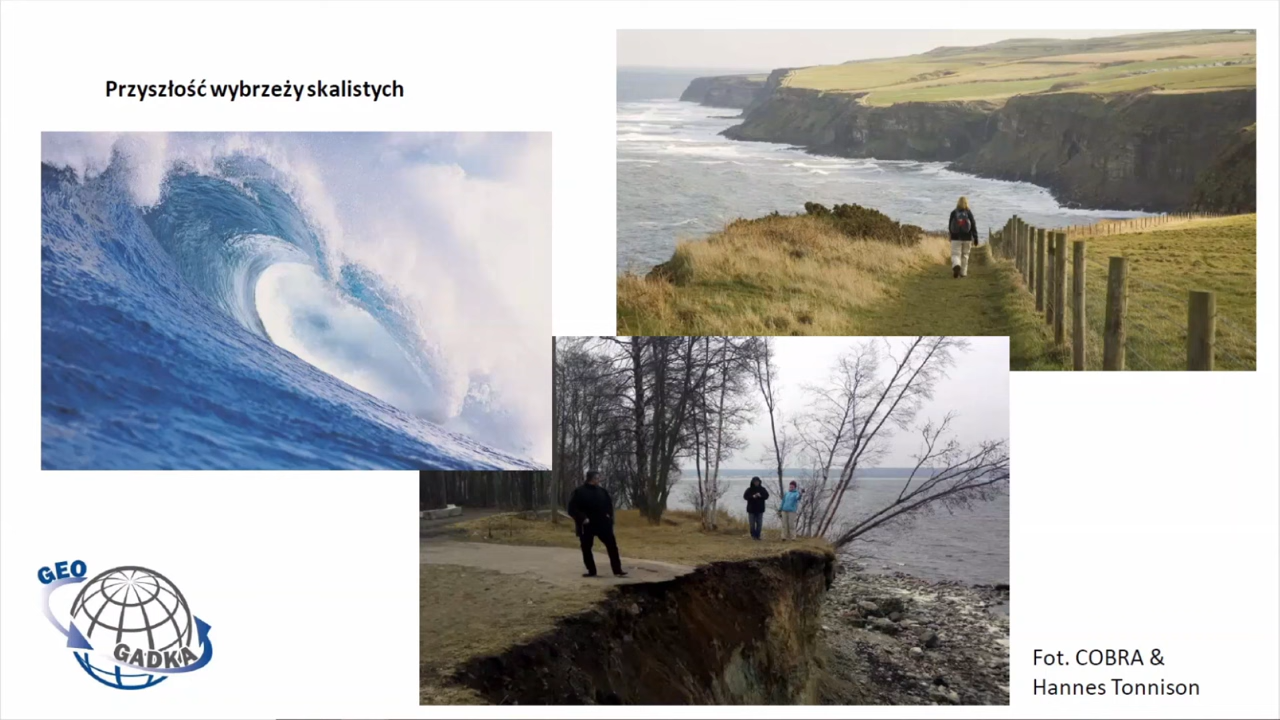 Przyszłość wybrzeży skalistych
GEO
GADKA
Fot. COBRA &
Hannes Tonnison